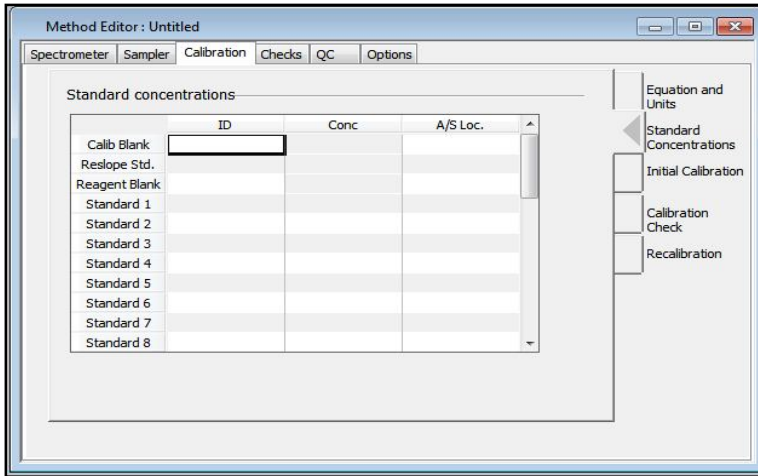 Method Editor : Untitled
Spectrometer Sampler Calibration Checks QC Options
Standard concentrations
ID Conc A/S Loc.
Calib Blank
Reslope Std.
Reagent Blank
Standard 1
Standard 2
Standard 3
Standard 4
Standard 5
Standard 6
Standard 7
Standard 8
Equation and
Units
Standard
Concentrations
Initial Calibration
Calibration
Check
Recalibration